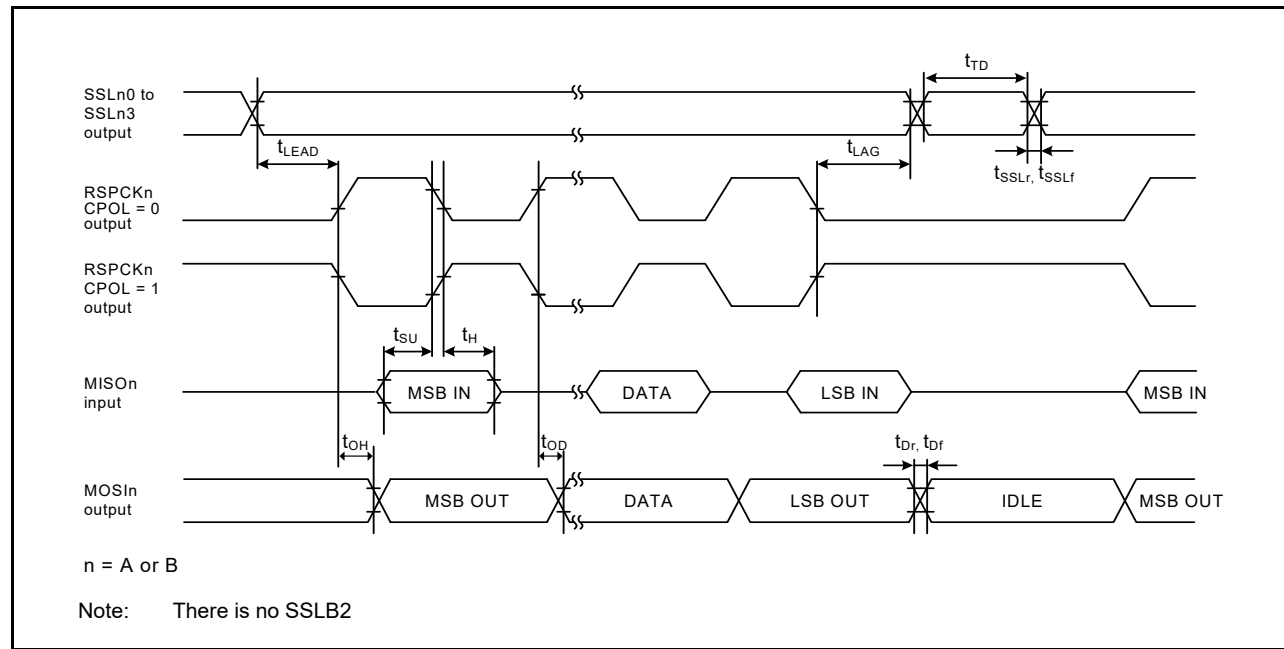 SSLn0 to
SSLn3
output
tTD
tLEAD
tLAG
tSSLr, tSSLf
RSPCKn
CPOL = 0
output
RSPCKn
CPOL = 1
output
tSU
tH
MISOn
input
MSB IN
DATA
LSB IN
MSB IN
tOH
tOD
tDr, tDf
MOSIn
output
MSB OUT
DATA
LSB OUT
IDLE
MSB OUT
n = A or B
Note: There is no SSLB2